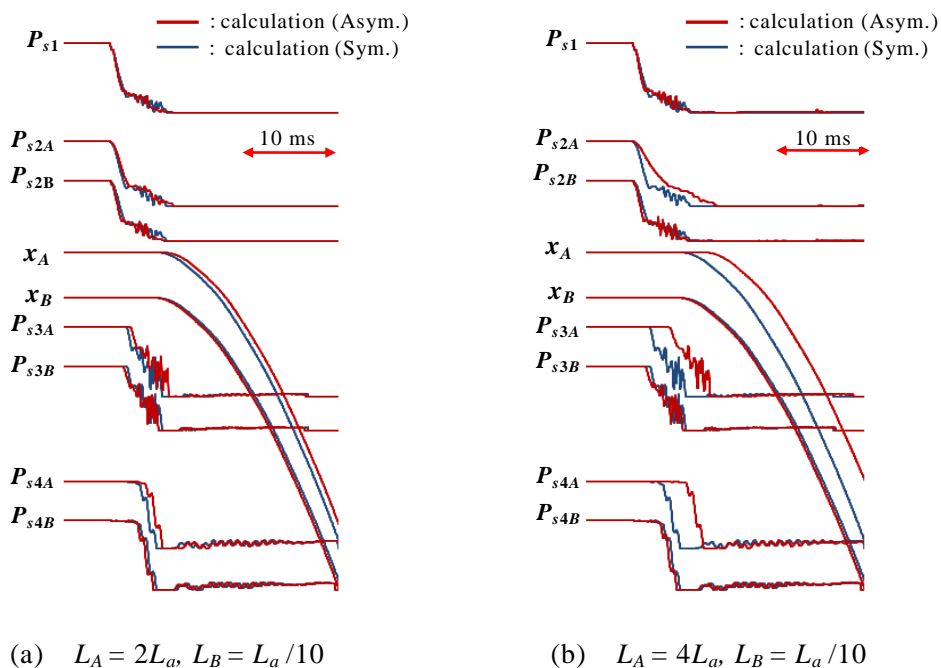 : calculation (Asym.)
: calculation (Sym.)
Ps1
10 ms
Ps2A
Ps2B
xA
xB
Ps3A
Ps3B
Ps4A
Ps4B
(a) LA = 2La, LB = La /10
: calculation (Asym.)
: calculation (Sym.)
Ps1
10 ms
Ps2A
Ps2B
xA
xB
Ps3A
Ps3B
Ps4A
Ps4B
(b) LA = 4La, LB = La /10